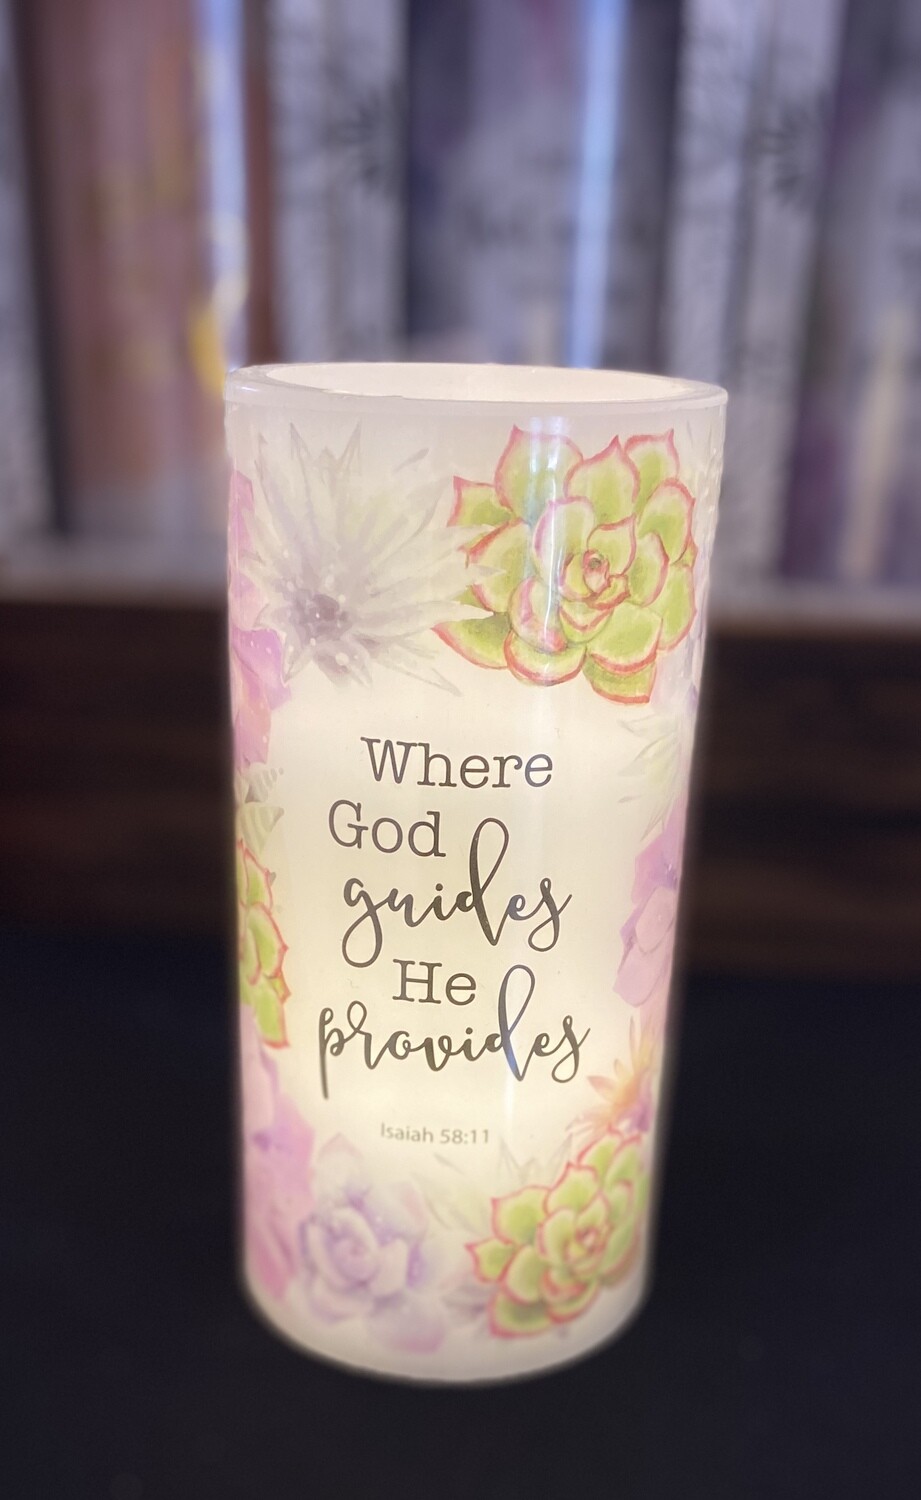 Where
God
guides
He
provides
Isaiah 58:11